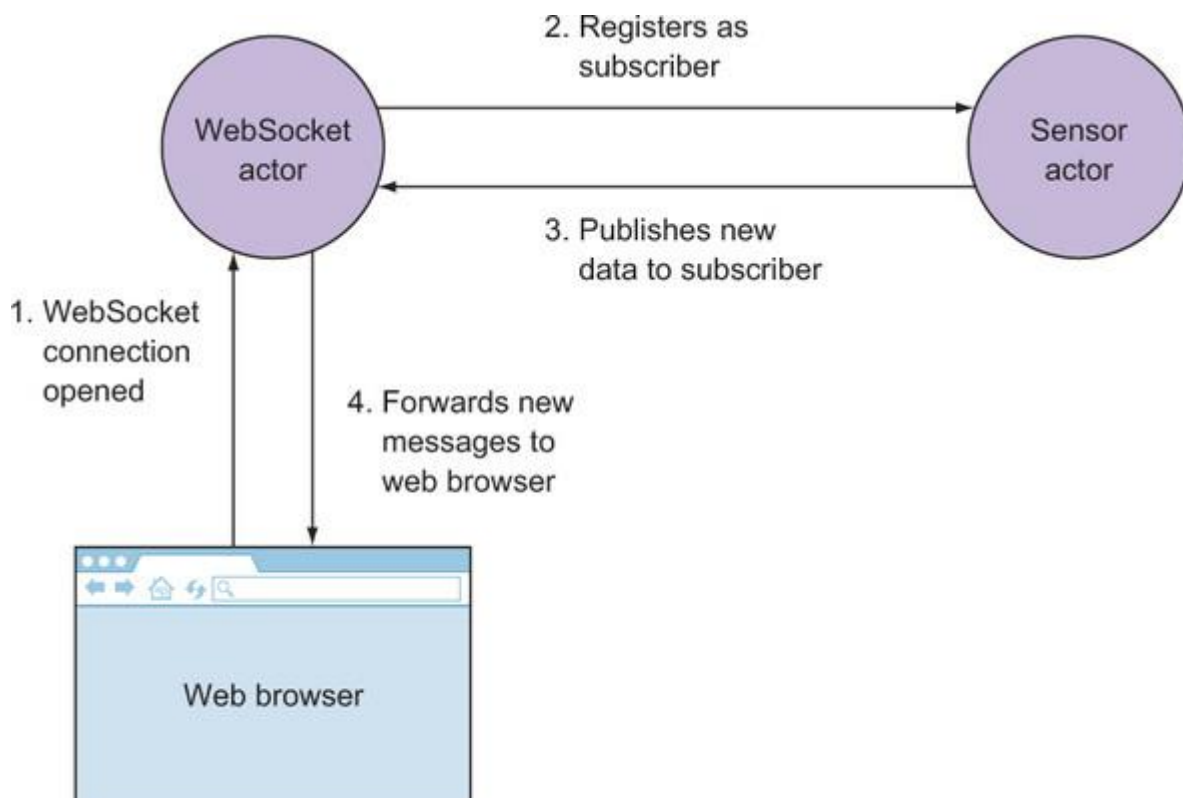 2. Registers as
subscriber
WebSocket
actor
Sensor
actor
3. Publishes new
data to subscriber
1. WebSocket
connection
opened
4. Forwards new
messages to
web browser
Web browser